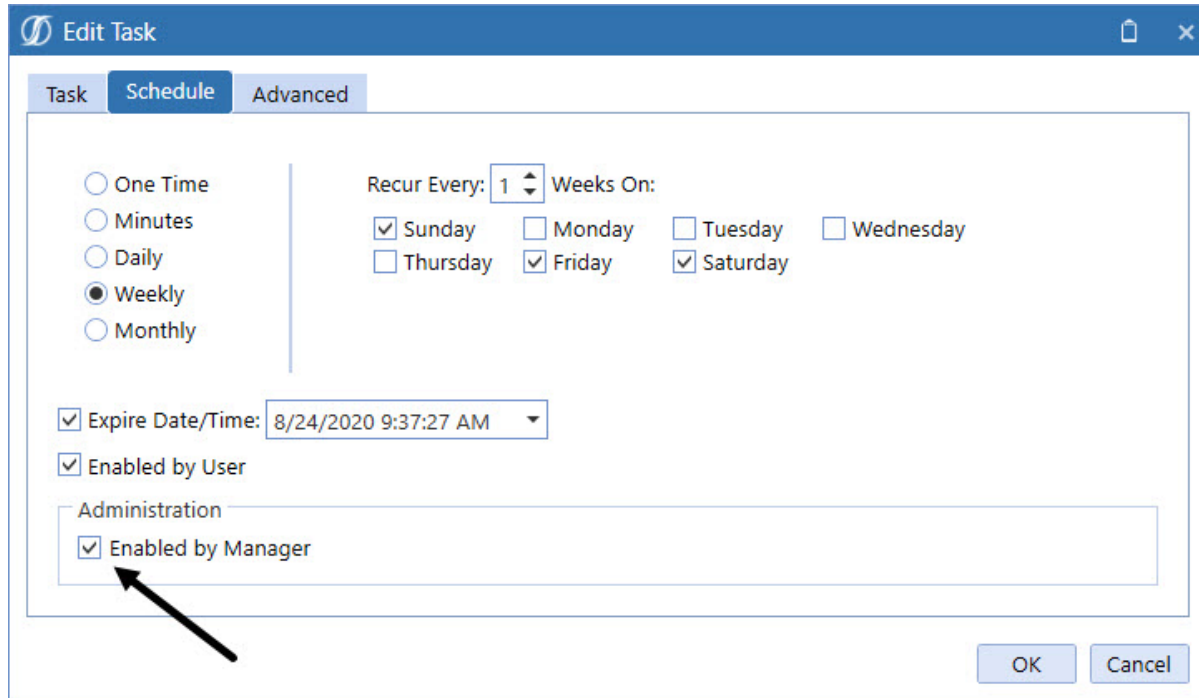 Edit Task
Task Schedule Advanced
One Time
Minutes
Daily
Weekly
Monthly
Recur Every: 1 Weeks On:
Sunday Monday Tuesday Wednesday
Thursday Friday Saturday
Expire Date/Time: 8/24/2020 9:37:27 AM
Enabled by User
Administration
Enabled by Manager
OK Cancel